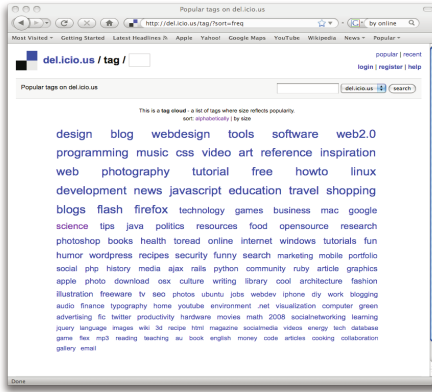 Popular tags on del.icio.us
http://del.icio.us/tag/?sort=freq
by online
Most Visited Getting Started Latest Headlines Apple Yahoo! Google Maps YouTube Wikipedia News Popular
popular | recent
del.icio.us / tag /
login | register | help
Popular tags on del.icio.us
del.icio.us search
This is a tag cloud - a list of tags where size reflects popularity.
sort: alphabetically | by size
design blog webdesign tools software web2.0
programming music css video art reference inspiration
web photography tutorial free howto linux
development news javascript education travel shopping
blogs flash firefox technology games business mac google
science tips java politics resources food opensource research
photoshop books health toread online internet windows tutorials fun
humor wordpress recipes security funny search marketing mobile portfolio
social php history media ajax rails python community ruby article graphics
apple photo download osx culture writing library cool architecture fashion
illustration freeware tv seo photos ubuntu jobs webdev iphone diy work blogging
audio finance typography home youtube environment .net visualization computer green
advertising fic twitter productivity hardware movies math 2008 socialnetworking learning
jquery language images wiki 3d recipe html magazine socialmedia videos energy tech database
game flex mp3 reading teaching au book english money code articles cooking collaboration
gallery email
Done